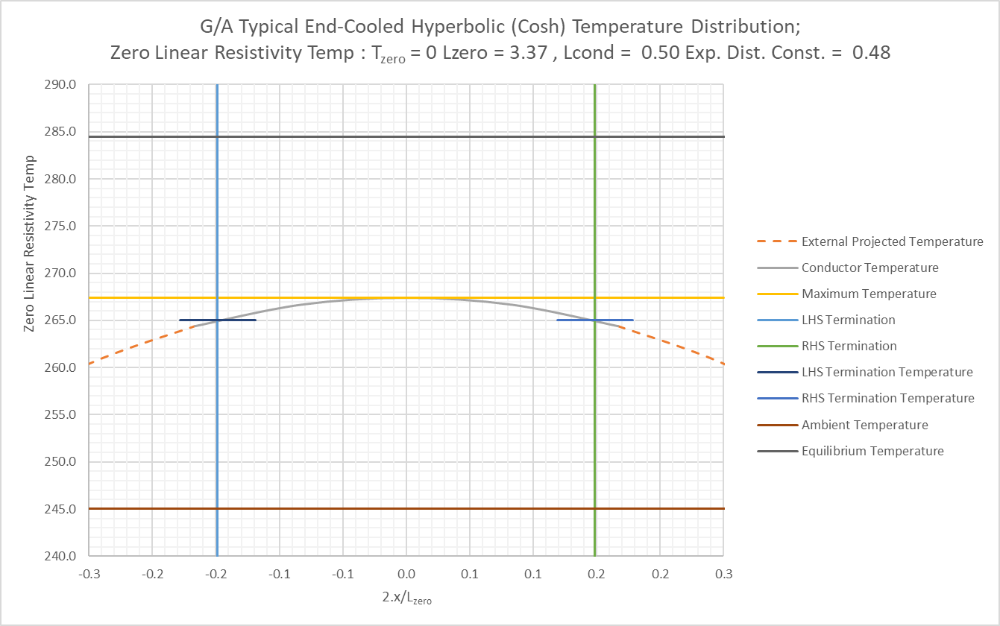 G/A Typical End-Cooled Hyperbolic (Cosh) Temperature Distribution;
Zero Linear Resistivity Temp : Tzero = 0 Lzero = 3.37 , Lcond =  0.50 Exp. Dist. Const. =  0.48
290.0
285.0
280.0
275.0
270.0
265.0
260.0
255.0
250.0
245.0
240.0
Zero Linear Resistivity Temp
-0.3
-0.2
-0.2
-0.1
-0.1
0.0
0.1
0.1
0.2
0.2
0.3
2.x/Lzero
External Projected Temperature
Conductor Temperature
Maximum Temperature
LHS Termination
RHS Termination
LHS Termination Temperature
RHS Termination Temperature
Ambient Temperature
Equilibrium Temperature